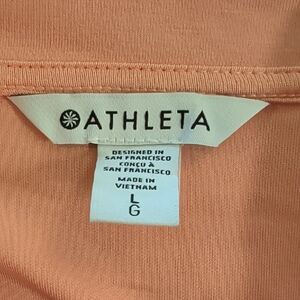 ATHLETA
DESIGNED IN
SAN FRANCISCO
CONÇU À
SAN FRANCISCO
MADE IN
VIETNAM
L
G